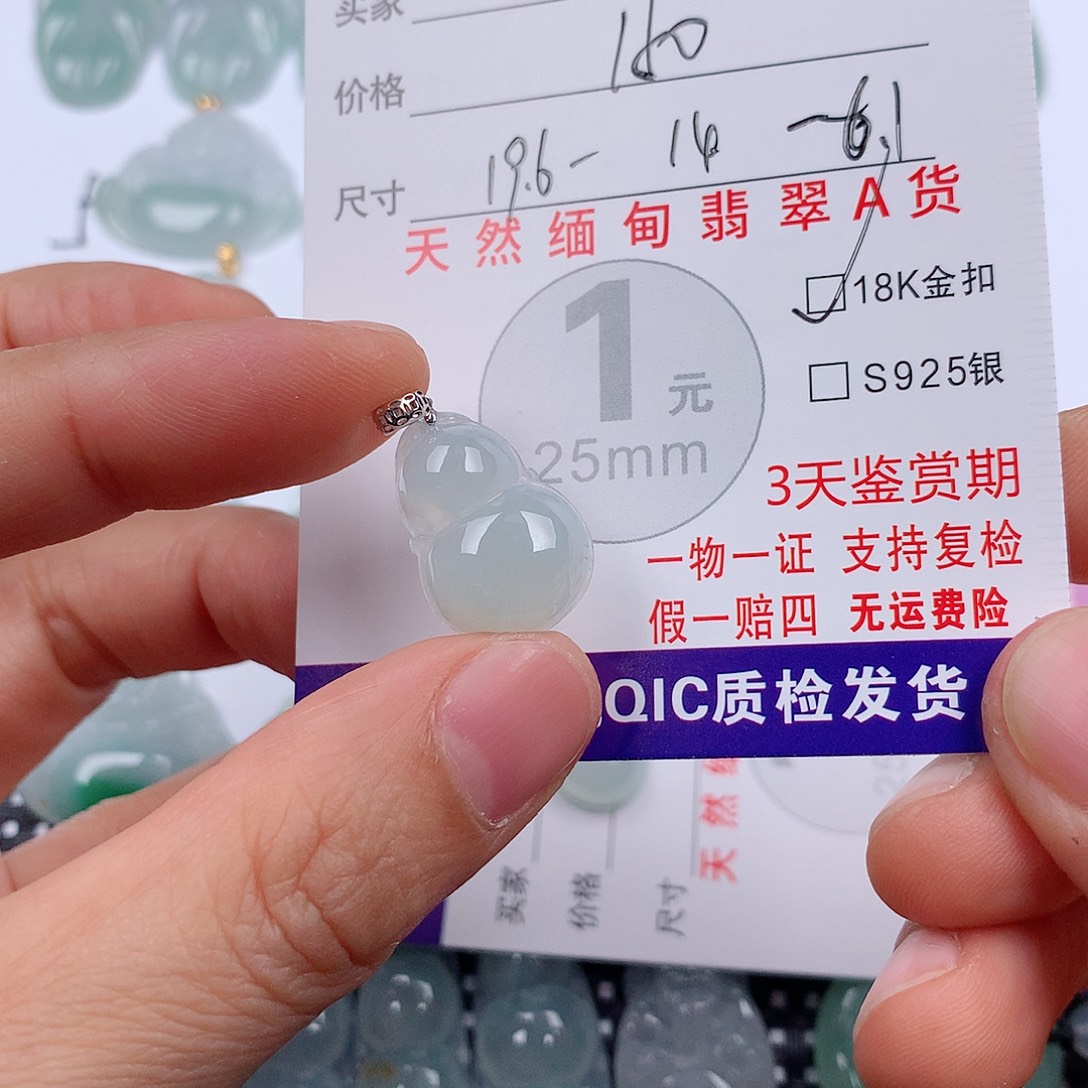 买家
价格 160
尺寸 19.6- 14 -6.1
天然缅甸翡翠A货
18K金扣
1元
25mm
S925银
3天鉴赏期
一物一证 支持复检
假一赔四 无运费险
QIC质检发货
天然
买家
价格
尺寸